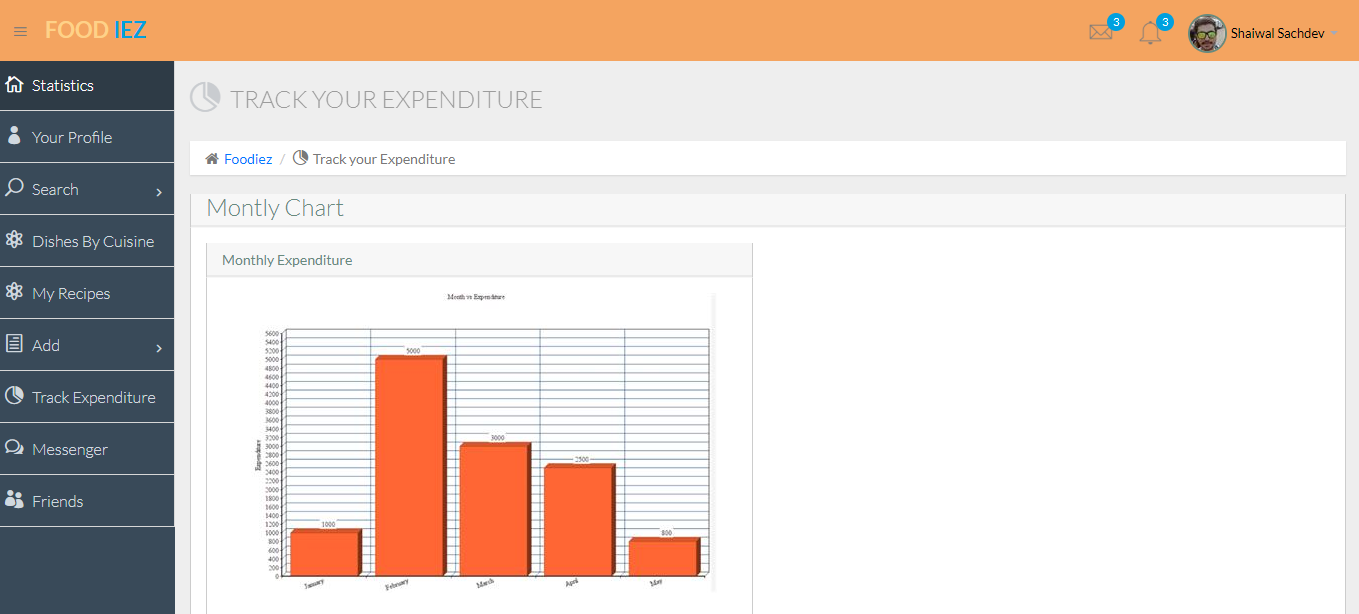 FOOD IEZ
3
3
Shaiwal Sachdev
Statistics
Your Profile
Search
Dishes By Cuisine
My Recipes
Add
Track Expenditure
Messenger
Friends
TRACK YOUR EXPENDITURE
Foodiez / Track your Expenditure
Montly Chart
Monthly Expenditure
Month vs Expenditure
Expenditure
5600
5400
5200
5000
4800
4600
4400
4200
4000
3800
3600
3400
3200
3000
2800
2600
2400
2200
2000
1800
1600
1400
1200
1000
800
600
400
200
0
1000
5000
3000
2500
800
January
February
March
April
May